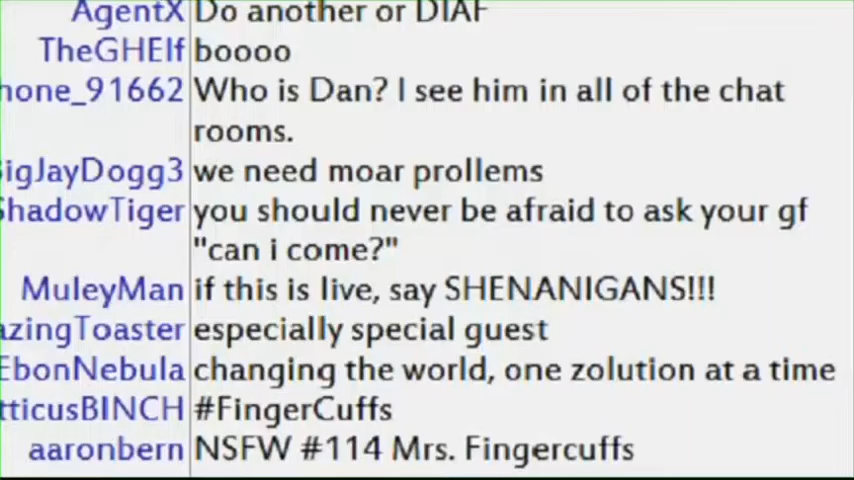 AgentX Do another or DIAF
TheGHElf boooo
hone_91662 Who is Dan? I see him in all of the chat
rooms.
igJayDogg3 we need moar prollems
ShadowTiger you should never be afraid to ask your gf
"can i come?"
MuleyMan if this is live, say SHENANIGANS!!!
azingToaster especially special guest
EbonNebula changing the world, one zolution at a time
tticusBINCH #FingerCuffs
aaronbern NSFW #114 Mrs. Fingercuffs